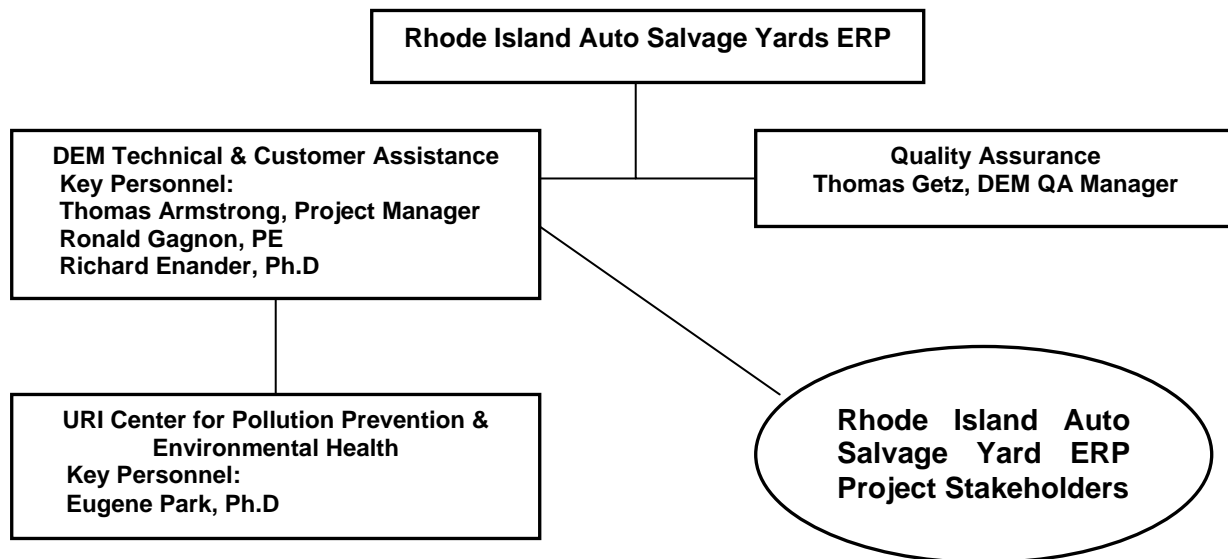 Rhode Island Auto Salvage Yards ERP
DEM Technical & Customer Assistance
Key Personnel:
Thomas Armstrong, Project Manager
Ronald Gagnon, PE
Richard Enander, Ph.D
Quality Assurance
Thomas Getz, DEM QA Manager
URI Center for Pollution Prevention &
Environmental Health
Key Personnel:
Eugene Park, Ph.D
Rhode Island Auto
Salvage Yard ERP
Project Stakeholders